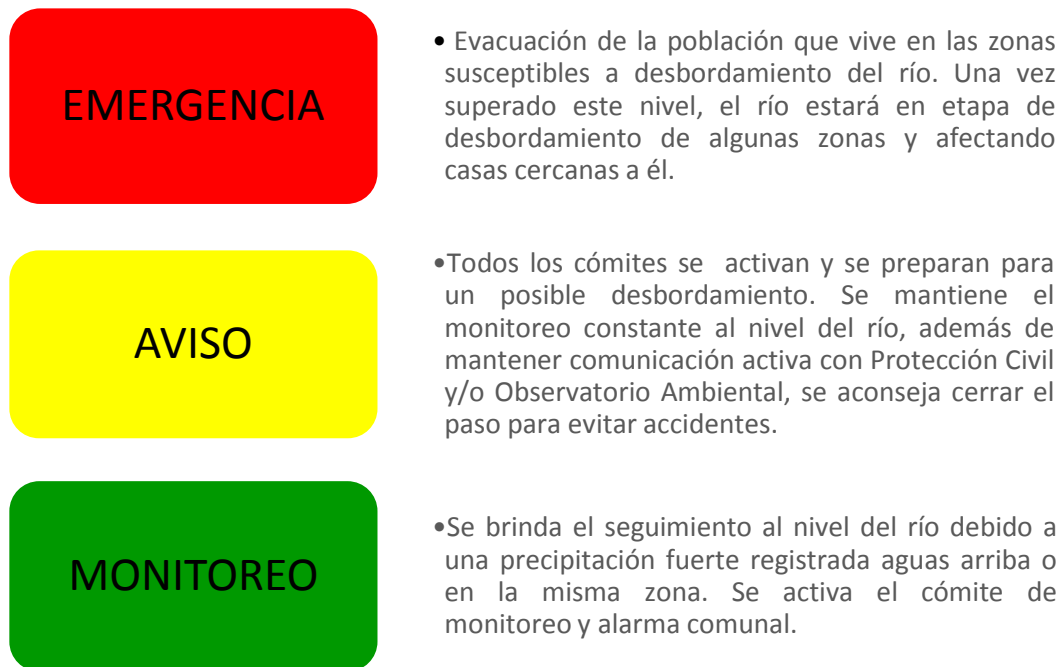 EMERGENCIA
• Evacuación de la población que vive en las zonas
susceptibles a desbordamiento del río. Una vez
superado este nivel, el río estará en etapa de
desbordamiento de algunas zonas y afectando
casas cercanas a él.
AVISO
•Todos los cómites se activan y se preparan para
un posible desbordamiento. Se mantiene el
monitoreo constante al nivel del río, además de
mantener comunicación activa con Protección Civil
y/o Observatorio Ambiental, se aconseja cerrar el
paso para evitar accidentes.
MONITOREO
•Se brinda el seguimiento al nivel del río debido a
una precipitación fuerte registrada aguas arriba o
en la misma zona. Se activa el cómite de
monitoreo y alarma comunal.